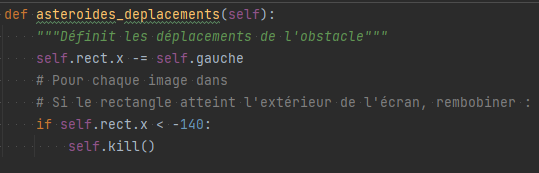 def asteroides_deplacements(self):
    """Définit les déplacements de l'obstacle"""
    self.rect.x -= self.gauche
    # Pour chaque image dans
    # Si le rectangle atteint l'extérieur de l'écran, rembobiner :
    if self.rect.x < -140:
        self.kill()